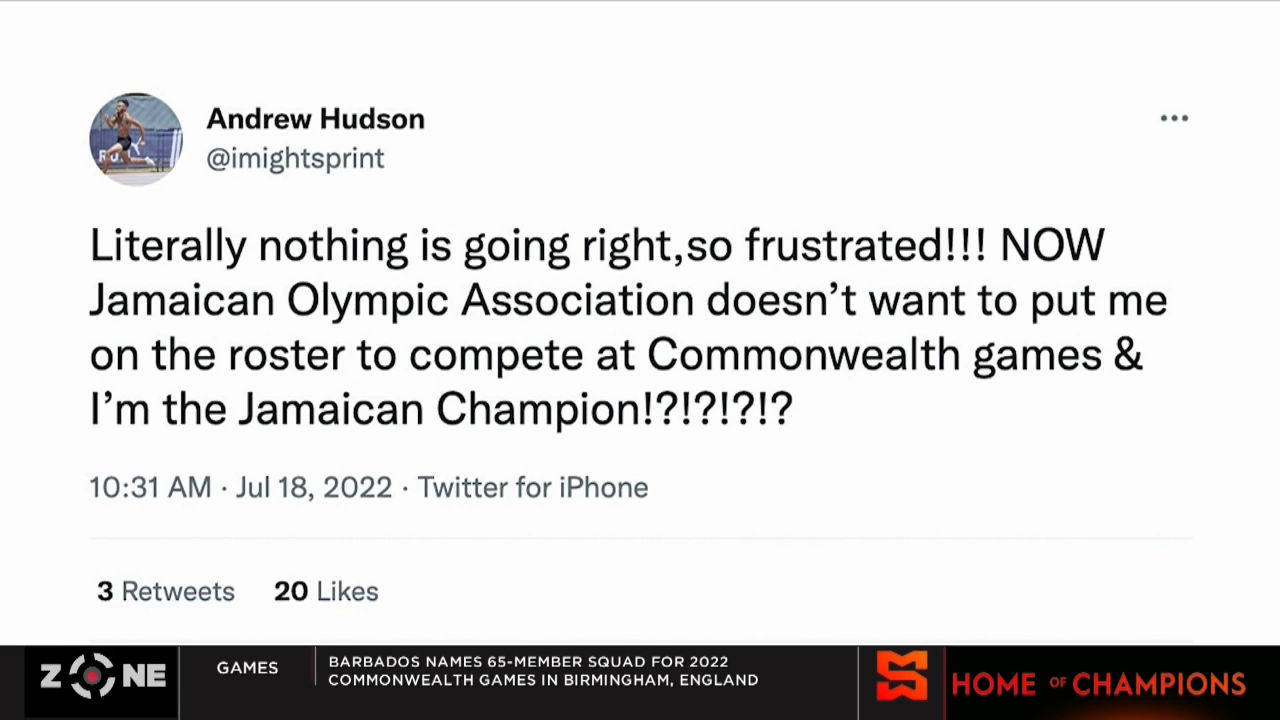 Andrew Hudson
@imightsprint
Literally nothing is going right,so frustrated!!! NOW
Jamaican Olympic Association doesn’t want to put me
on the roster to compete at Commonwealth games &
I’m the Jamaican Champion!?!?!?!?
10:31 AM · Jul 18, 2022 · Twitter for iPhone
3 Retweets 20 Likes
ZONE
GAMES
BARBADOS NAMES 65-MEMBER SQUAD FOR 2022
COMMONWEALTH GAMES IN BIRMINGHAM, ENGLAND
HOME OF CHAMPIONS